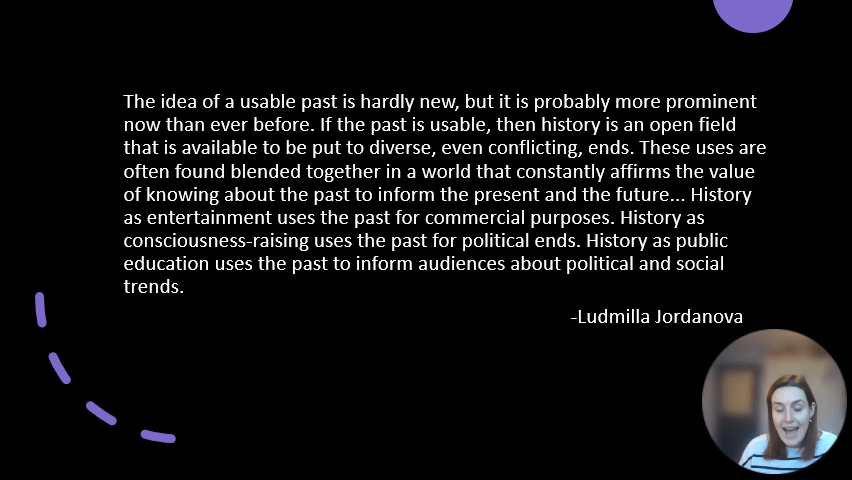 The idea of a usable past is hardly new, but it is probably more prominent
now than ever before. If the past is usable, then history is an open field
that is available to be put to diverse, even conflicting, ends. These uses are
often found blended together in a world that constantly affirms the value
of knowing about the past to inform the present and the future... History
as entertainment uses the past for commercial purposes. History as
consciousness-raising uses the past for political ends. History as public
education uses the past to inform audiences about political and social
trends.
-Ludmilla Jordanova